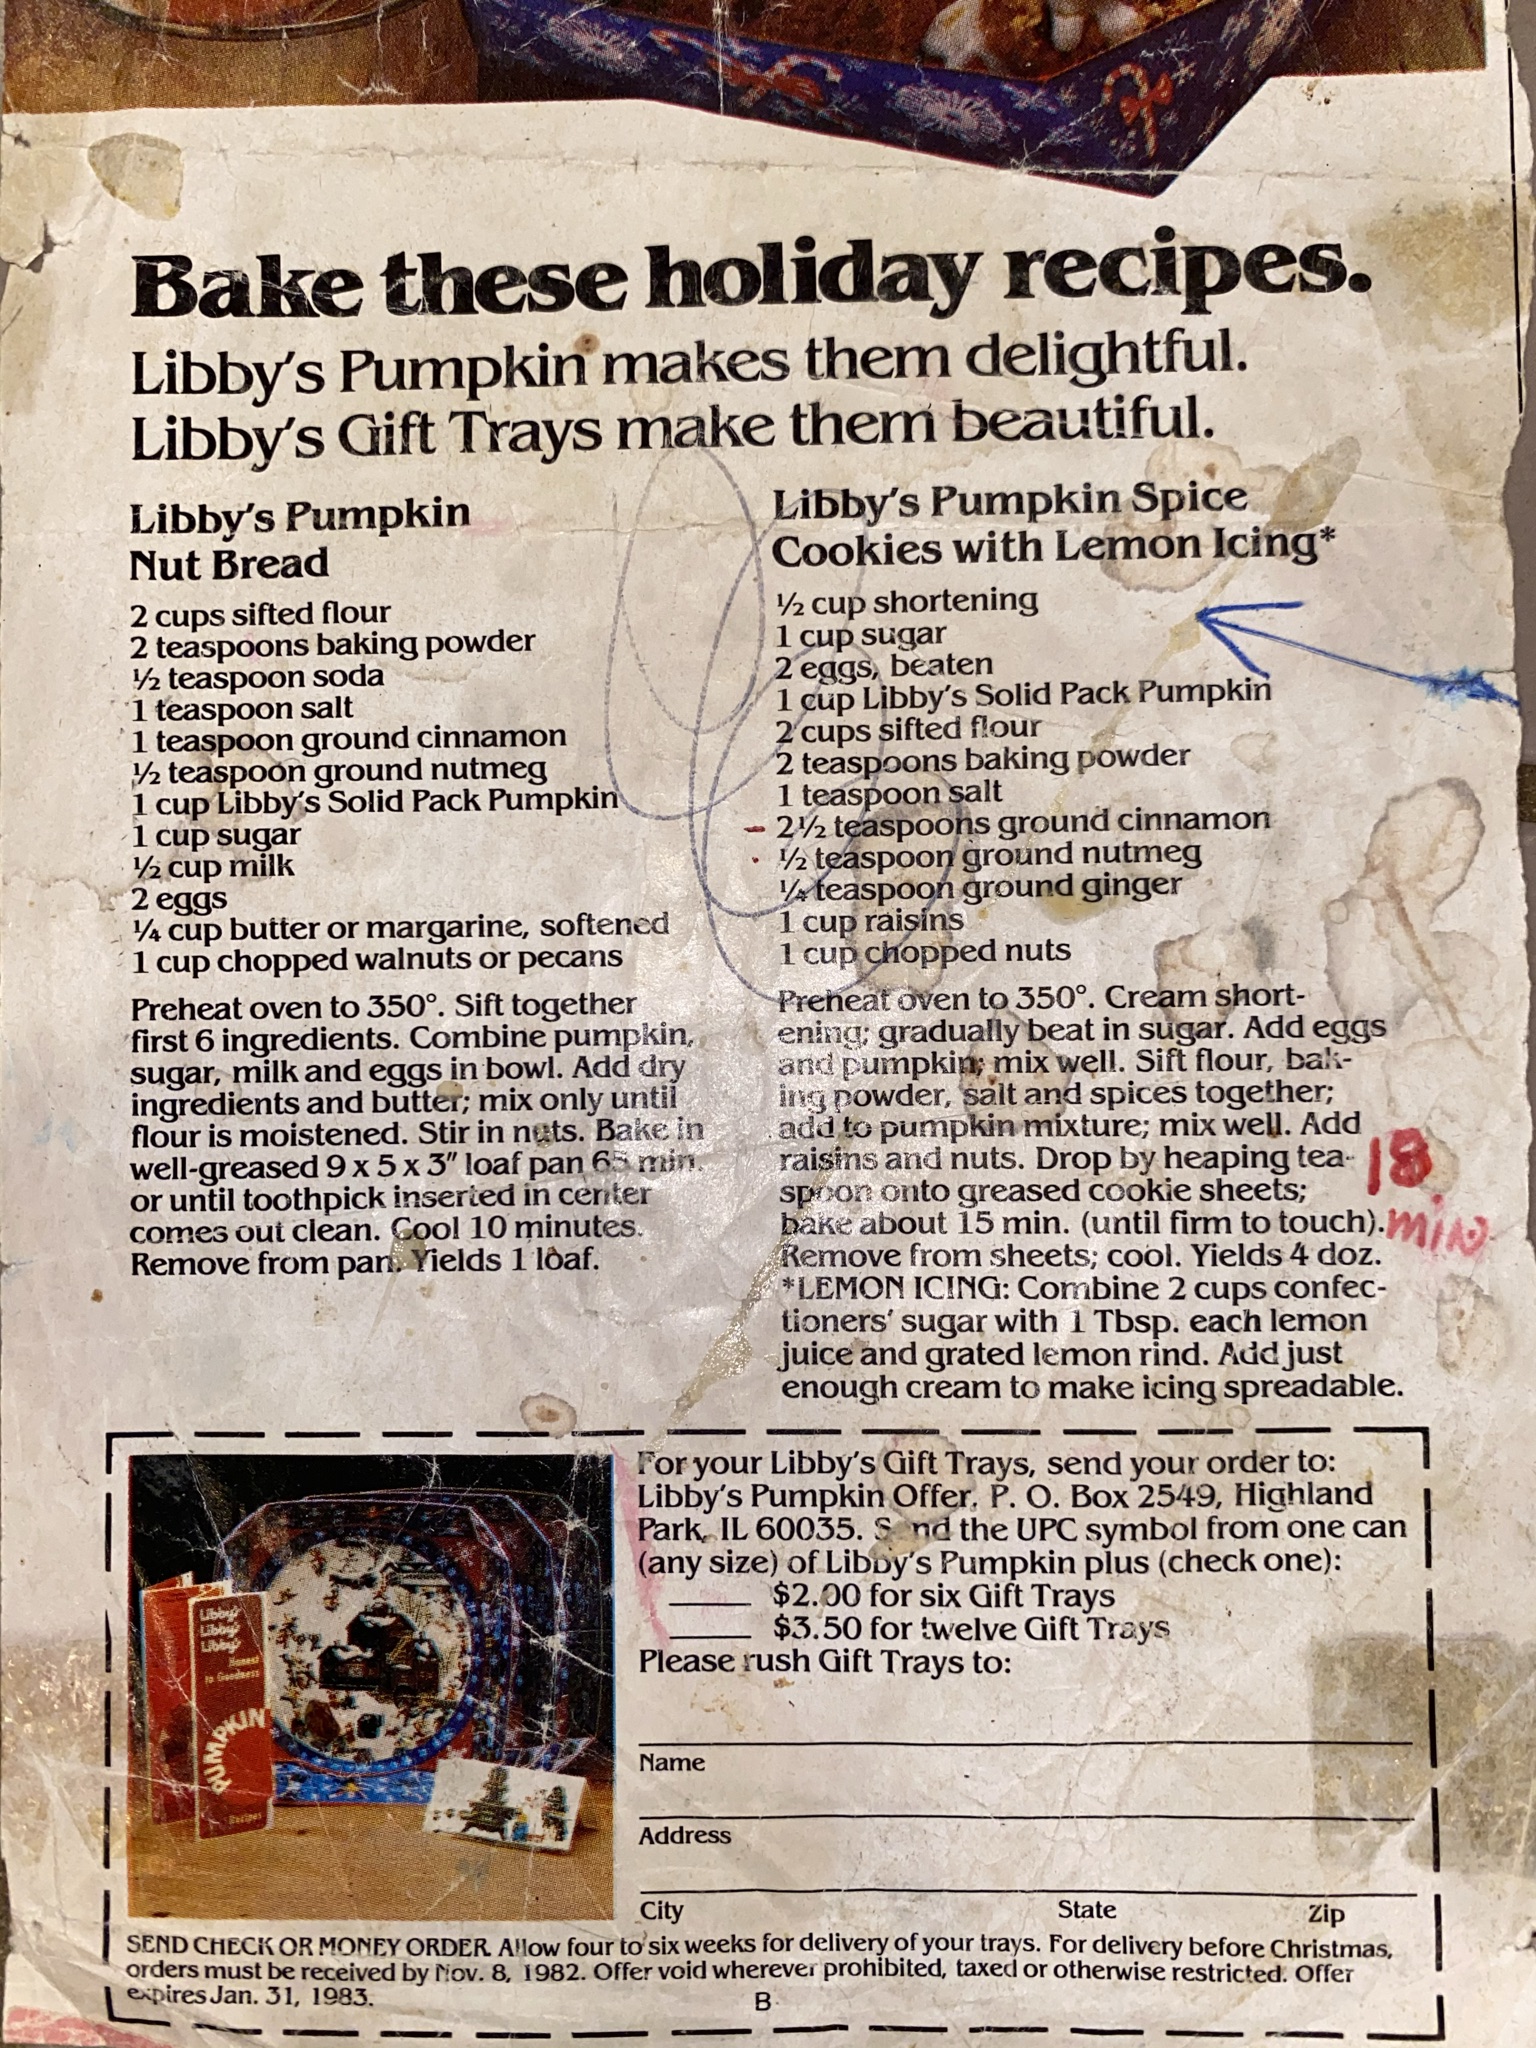 Bake these holiday recipes.
Libby's Pumpkin makes them delightful.
Libby's Gift Trays make them beautiful.
Libby's Pumpkin
Nut Bread
2 cups sifted flour
2 teaspoons baking powder
½ teaspoon soda
1 teaspoon salt
1 teaspoon ground cinnamon
½ teaspoon ground nutmeg
1 cup Libby's Solid Pack Pumpkin
1 cup sugar
½ cup milk
2 eggs
¼ cup butter or margarine, softened
1 cup chopped walnuts or pecans
Preheat oven to 350°. Sift together
first 6 ingredients. Combine pumpkin,
sugar, milk and eggs in bowl. Add dry
ingredients and butter; mix only until
flour is moistened. Stir in nuts. Bake in
well-greased 9 x 5 x 3" loaf pan 65 min.
or until toothpick inserted in center
comes out clean. Cool 10 minutes.
Remove from pan. Yields 1 loaf.
Libby's Pumpkin Spice
Cookies with Lemon Icing*
½ cup shortening
1 cup sugar
2 eggs, beaten
1 cup Libby's Solid Pack Pumpkin
2 cups sifted flour
2 teaspoons baking powder
1 teaspoon salt
2½ teaspoons ground cinnamon
½ teaspoon ground nutmeg
¼ teaspoon ground ginger
1 cup raisins
1 cup chopped nuts
Preheat oven to 350°. Cream short-
ening; gradually beat in sugar. Add eggs
and pumpkin; mix well. Sift flour, bak-
ing powder, salt and spices together;
add to pumpkin mixture; mix well. Add
raisins and nuts. Drop by heaping tea-
spoon onto greased cookie sheets;
bake about 15 min. (until firm to touch).
Remove from sheets; cool. Yields 4 doz.
*LEMON ICING: Combine 2 cups confec-
tioners' sugar with 1 Tbsp. each lemon
juice and grated lemon rind. Add just
enough cream to make icing spreadable.
18
min
For your Libby's Gift Trays, send your order to:
Libby's Pumpkin Offer, P. O. Box 2549, Highland
Park, IL 60035. Send the UPC symbol from one can
(any size) of Libby's Pumpkin plus (check one):
$2.00 for six Gift Trays
$3.50 for twelve Gift Trays
Please rush Gift Trays to:
Name
Address
City State Zip
Libby's
Libby's
Libby's
Honest
to Goodness
PUMPKIN
Recipes
SEND CHECK OR MONEY ORDER. Allow four to six weeks for delivery of your trays. For delivery before Christmas,
orders must be received by Nov. 8, 1982. Offer void wherever prohibited, taxed or otherwise restricted. Offer
expires Jan. 31, 1983.
B